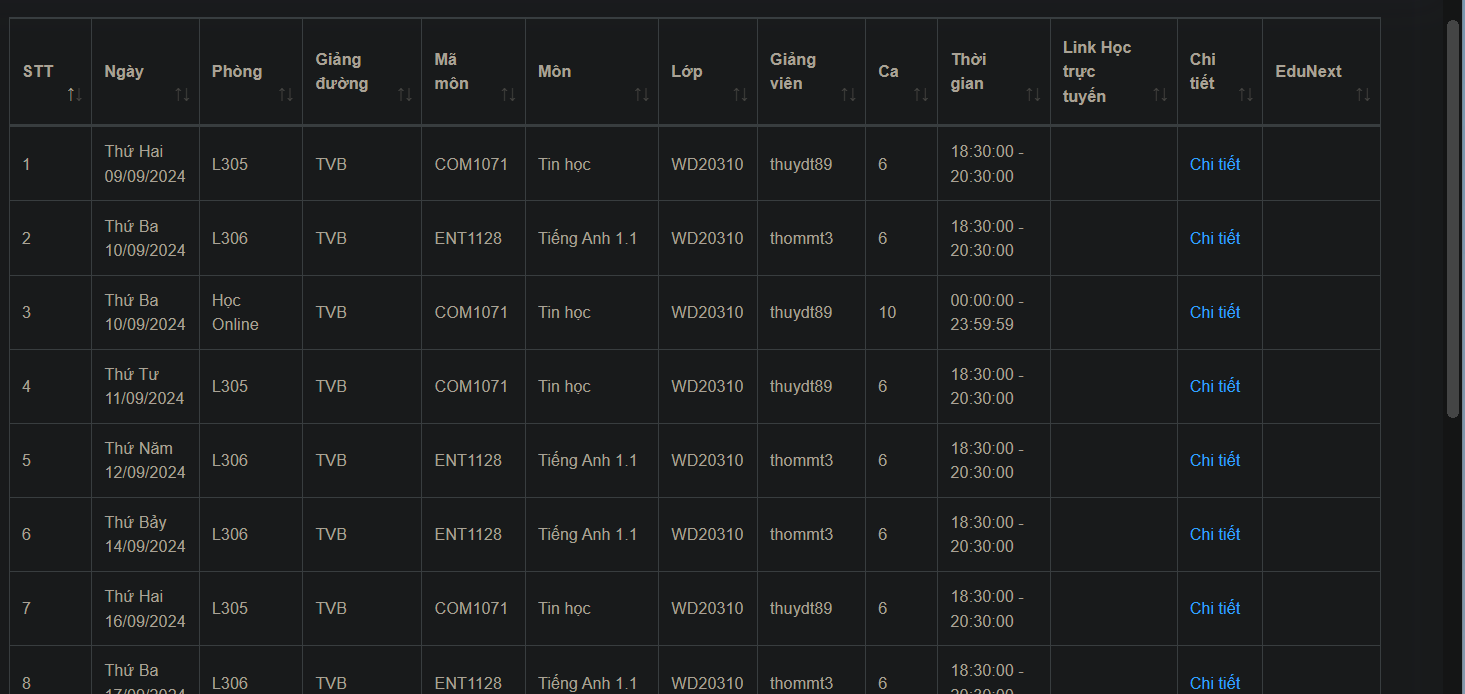 STT Ngày Phòng Giảng đường Mã môn Môn Lớp Giảng viên Ca Thời gian Link Học trực tuyến Chi tiết EduNext
1 Thứ Hai 09/09/2024 L305 TVB COM1071 Tin học WD20310 thuydt89 6 18:30:00 - 20:30:00 Chi tiết
2 Thứ Ba 10/09/2024 L306 TVB ENT1128 Tiếng Anh 1.1 WD20310 thommt3 6 18:30:00 - 20:30:00 Chi tiết
3 Thứ Ba 10/09/2024 Học Online TVB COM1071 Tin học WD20310 thuydt89 10 00:00:00 - 23:59:59 Chi tiết
4 Thứ Tư 11/09/2024 L305 TVB COM1071 Tin học WD20310 thuydt89 6 18:30:00 - 20:30:00 Chi tiết
5 Thứ Năm 12/09/2024 L306 TVB ENT1128 Tiếng Anh 1.1 WD20310 thommt3 6 18:30:00 - 20:30:00 Chi tiết
6 Thứ Bảy 14/09/2024 L306 TVB ENT1128 Tiếng Anh 1.1 WD20310 thommt3 6 18:30:00 - 20:30:00 Chi tiết
7 Thứ Hai 16/09/2024 L305 TVB COM1071 Tin học WD20310 thuydt89 6 18:30:00 - 20:30:00 Chi tiết
8 Thứ Ba 17/09/2024 L306 TVB ENT1128 Tiếng Anh 1.1 WD20310 thommt3 6 18:30:00 - 20:30:00 Chi tiết